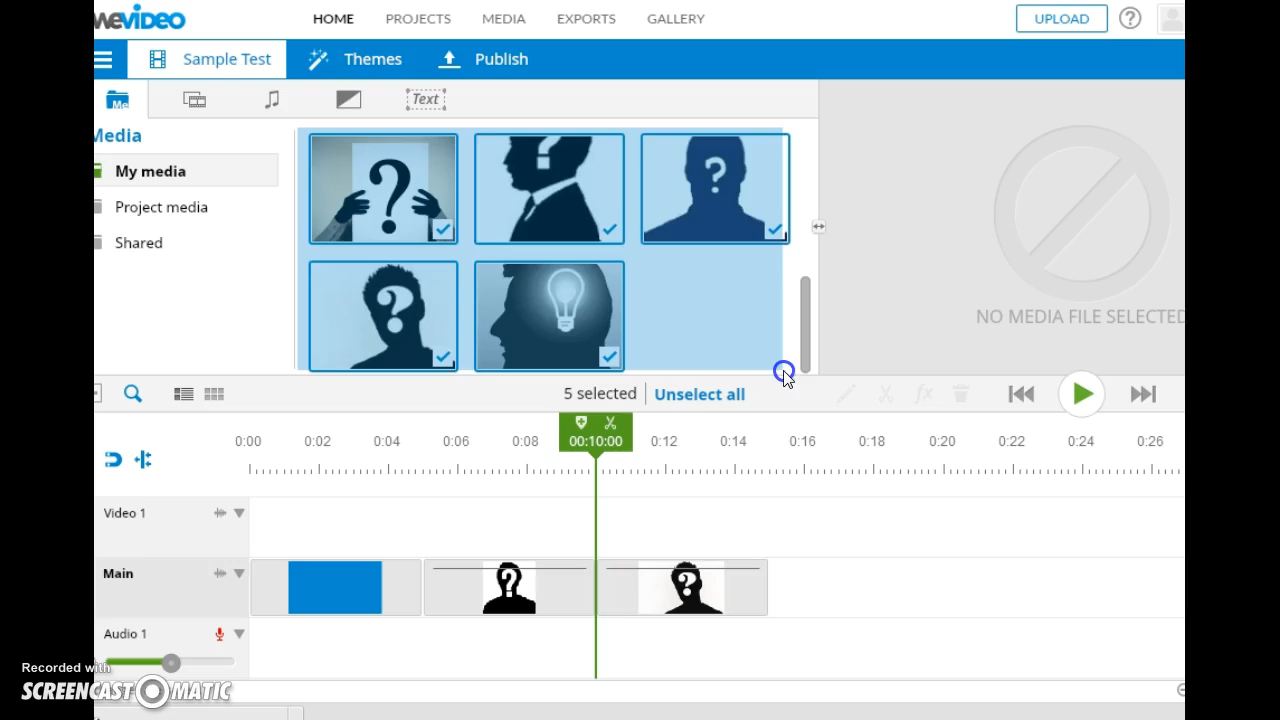 WEVIDEO HOME PROJECTS MEDIA EXPORTS GALLERY UPLOAD ?
Sample Test Themes Publish
Me Text
Media
My media
Project media
Shared
? ? ?
?
NO MEDIA FILE SELECTED
5 selected Unselect all fx
00:10:00
0:00 0:02 0:04 0:06 0:08 0:12 0:14 0:16 0:18 0:20 0:22 0:24 0:26
Video 1
Main ? ?
Audio 1
Recorded with
SCREENCAST-O-MATIC